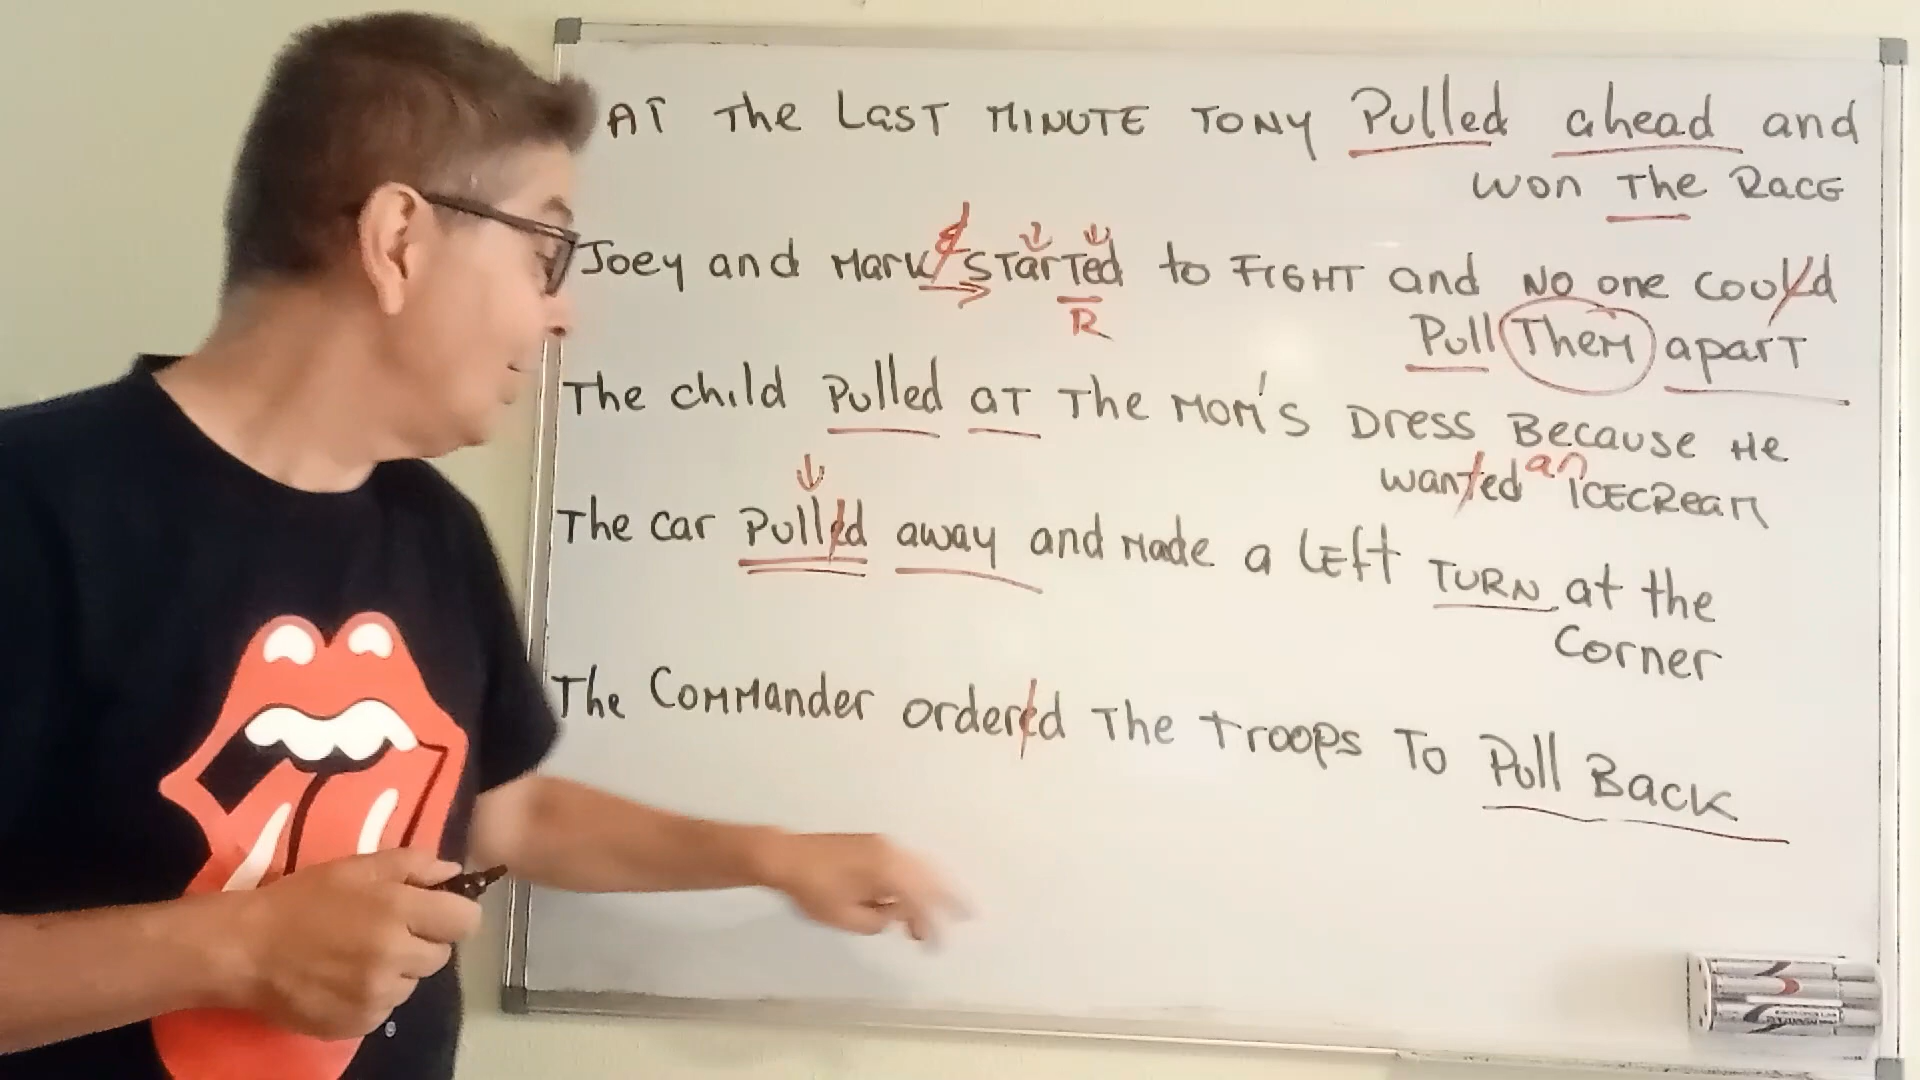 AT The LasT MINUTE TONY Pulled ahead and
won The RacE
Joey and Mark & STarTed to FIGHT and NO one could
R
Pull TheM apart
The child Pulled aT The MOM'S Dress Because He
wanted an ICECReaM
The car Pulled away and Made a LEft TURN at the
Corner
The Commander ordered The Troops To Pull Back